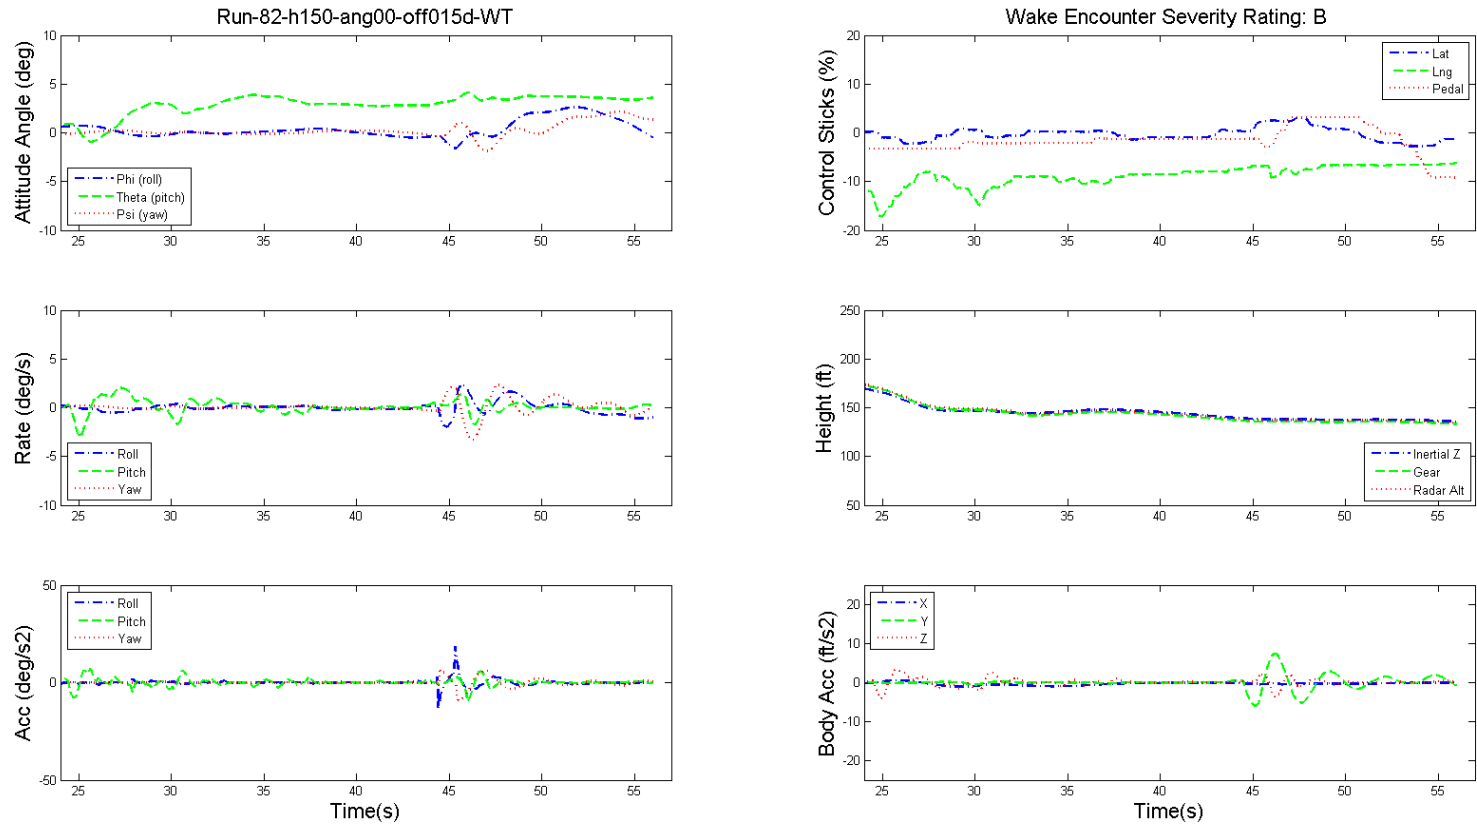 Run-82-h150-ang00-off015d-WT
Attitude Angle (deg)
10
5
0
-5
-10
Phi (roll)
Theta (pitch)
Psi (yaw)
25 30 35 40 45 50 55
Wake Encounter Severity Rating: B
Control Sticks (%)
20
10
0
-10
-20
Lat
Lng
Pedal
25 30 35 40 45 50 55
Rate (deg/s)
10
5
0
-5
-10
Roll
Pitch
Yaw
25 30 35 40 45 50 55
Height (ft)
250
200
150
100
50
Inertial Z
Gear
Radar Alt
25 30 35 40 45 50 55
Acc (deg/s2)
50
0
-50
Roll
Pitch
Yaw
25 30 35 40 45 50 55
Time(s)
Body Acc (ft/s2)
20
10
0
-10
-20
X
Y
Z
25 30 35 40 45 50 55
Time(s)